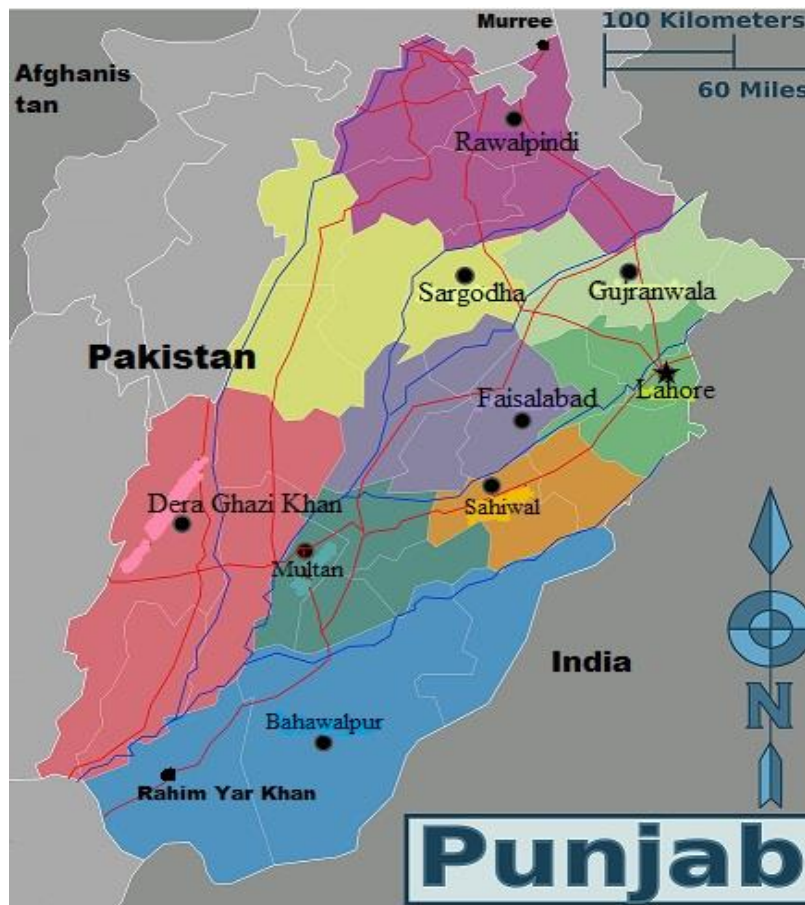 Murree
100 Kilometers
Afghanis
tan
60 Miles
Rawalpindi
Sargodha
Gujranwala
Pakistan
Lahore
Faisalabad
Dera Ghazi Khan
Sahiwal
Multan
India
N
Bahawalpur
Rahim Yar Khan
Punjab